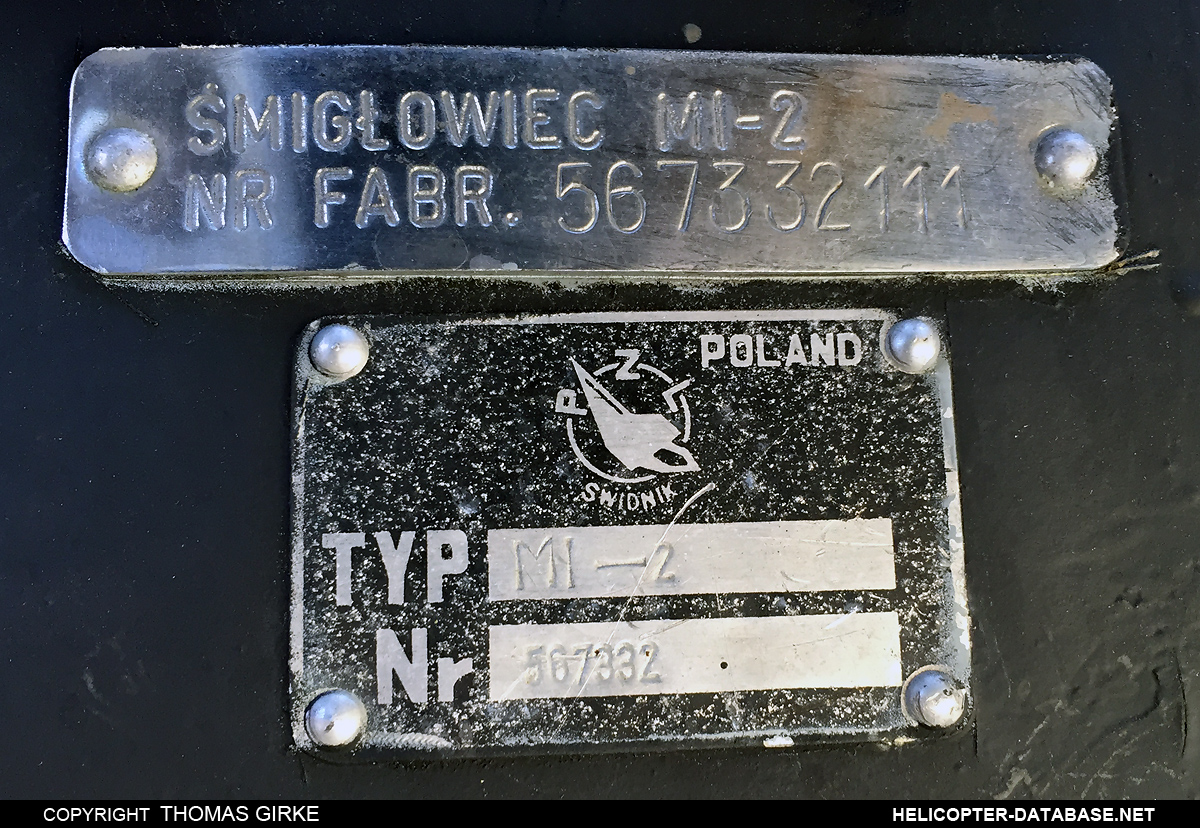 ŚMIGŁOWIEC MI-2
NR FABR. 567332111
POLAND
PZL
ŚWIDNIK
TYP MI-2
Nr 567332
COPYRIGHT THOMAS GIRKE
HELICOPTER-DATABASE.NET